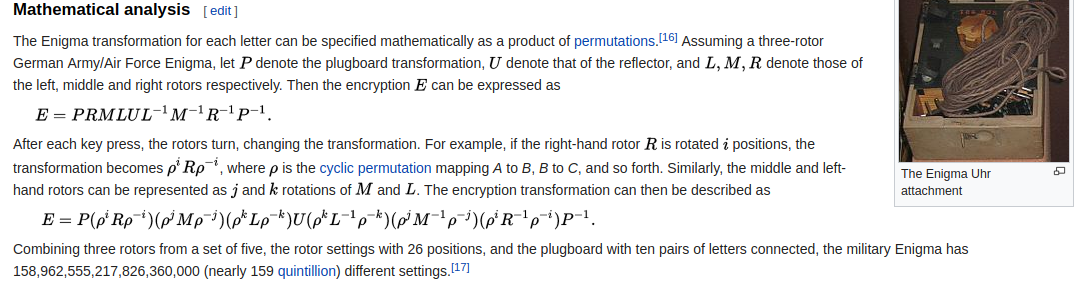 Mathematical analysis [ edit ]
The Enigma transformation for each letter can be specified mathematically as a product of permutations.[16] Assuming a three-rotor
German Army/Air Force Enigma, let P denote the plugboard transformation, U denote that of the reflector, and L, M, R denote those of
the left, middle and right rotors respectively. Then the encryption E can be expressed as
E = PRMLUL⁻¹M⁻¹R⁻¹P⁻¹.
After each key press, the rotors turn, changing the transformation. For example, if the right-hand rotor R is rotated i positions, the
transformation becomes ρⁱRρ⁻ⁱ, where ρ is the cyclic permutation mapping A to B, B to C, and so forth. Similarly, the middle and left-
hand rotors can be represented as j and k rotations of M and L. The encryption transformation can then be described as
E = P(ρⁱRρ⁻ⁱ)(ρʲMρ⁻ʲ)(ρᵏLρ⁻ᵏ)U(ρᵏL⁻¹ρ⁻ᵏ)(ρʲM⁻¹ρ⁻ʲ)(ρⁱR⁻¹ρ⁻ⁱ)P⁻¹.
Combining three rotors from a set of five, the rotor settings with 26 positions, and the plugboard with ten pairs of letters connected, the military Enigma has
158,962,555,217,826,360,000 (nearly 159 quintillion) different settings.[17]
The Enigma Uhr
attachment